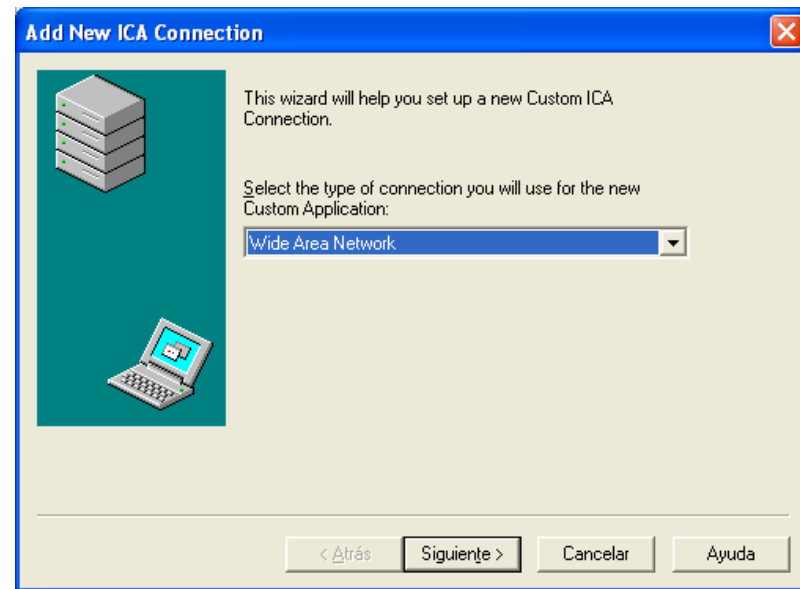 Add New ICA Connection
This wizard will help you set up a new Custom ICA
Connection.
Select the type of connection you will use for the new
Custom Application:
Wide Area Network
< Atrás Siguiente > Cancelar Ayuda